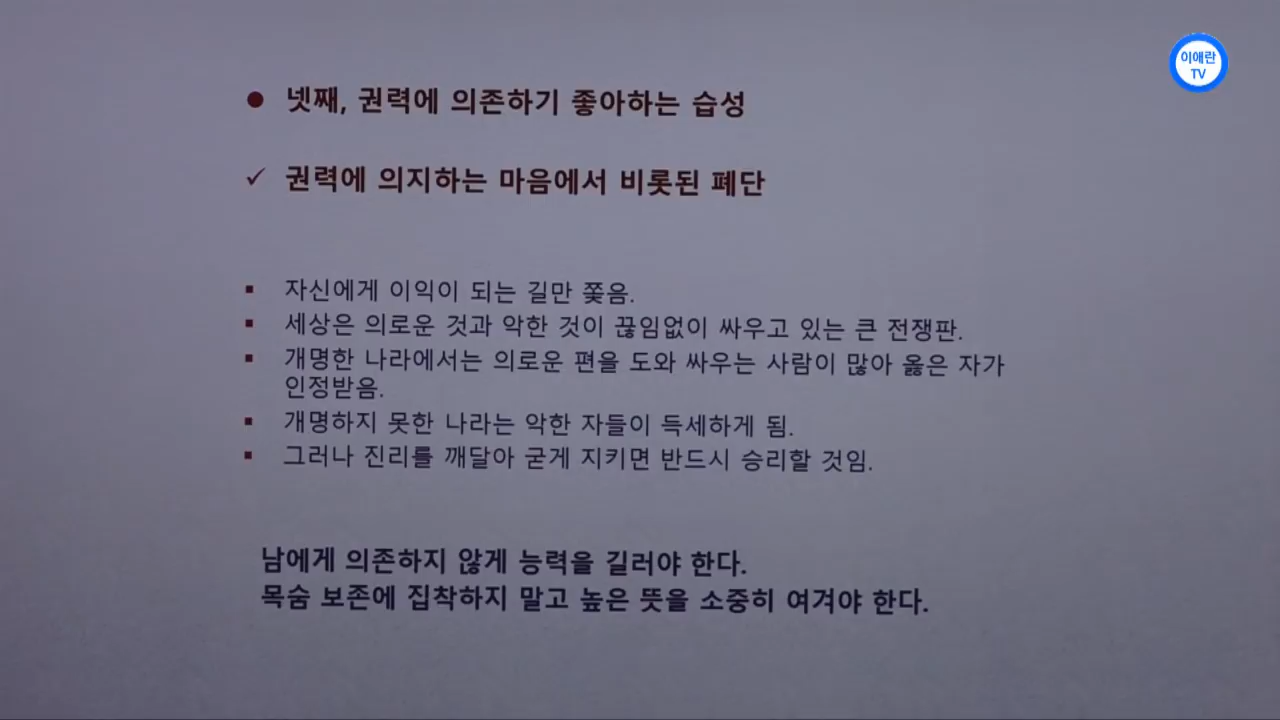 이애란
TV
● 넷째, 권력에 의존하기 좋아하는 습성
✓ 권력에 의지하는 마음에서 비롯된 폐단
▪ 자신에게 이익이 되는 길만 쫓음.
▪ 세상은 의로운 것과 악한 것이 끊임없이 싸우고 있는 큰 전쟁판.
▪ 개명한 나라에서는 의로운 편을 도와 싸우는 사람이 많아 옳은 자가
인정받음.
▪ 개명하지 못한 나라는 악한 자들이 득세하게 됨.
▪ 그러나 진리를 깨달아 굳게 지키면 반드시 승리할 것임.
남에게 의존하지 않게 능력을 길러야 한다.
목숨 보존에 집착하지 말고 높은 뜻을 소중히 여겨야 한다.